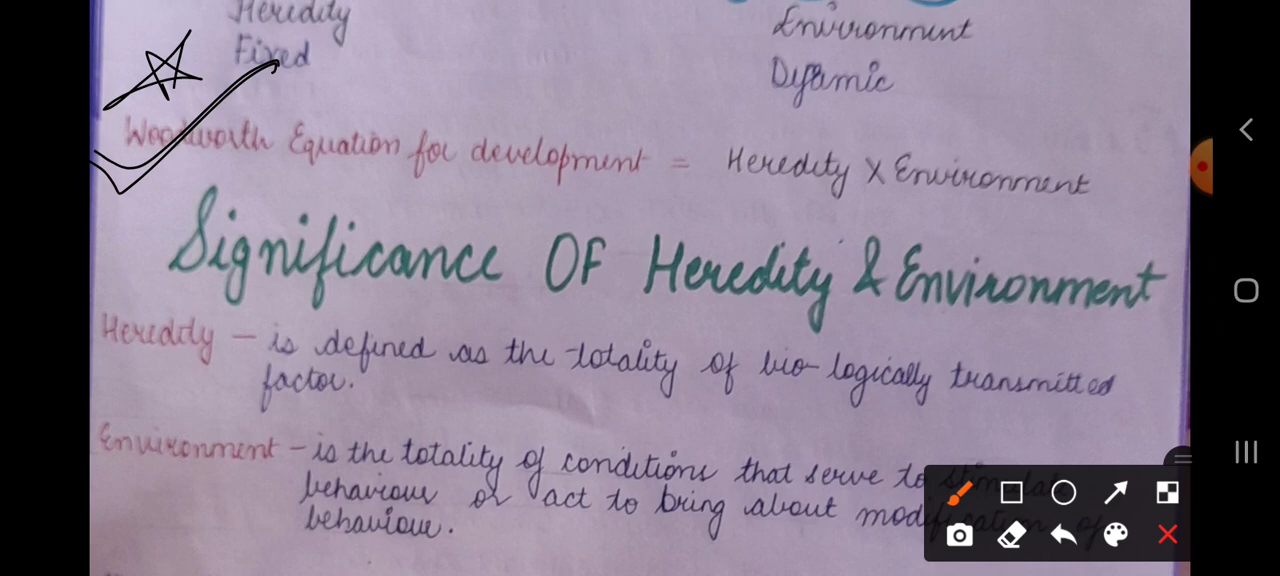 Heredity
Environment
Fixed
Dynamic
Woodworth Equation for development = Heredity X Environment
Significance OF Heredity & Environment
Heredity – is defined as the totality of bio-logically transmitted
factor.
Environment – is the totality of conditions that serve to
behaviour or act to bring about modification of
behaviour.